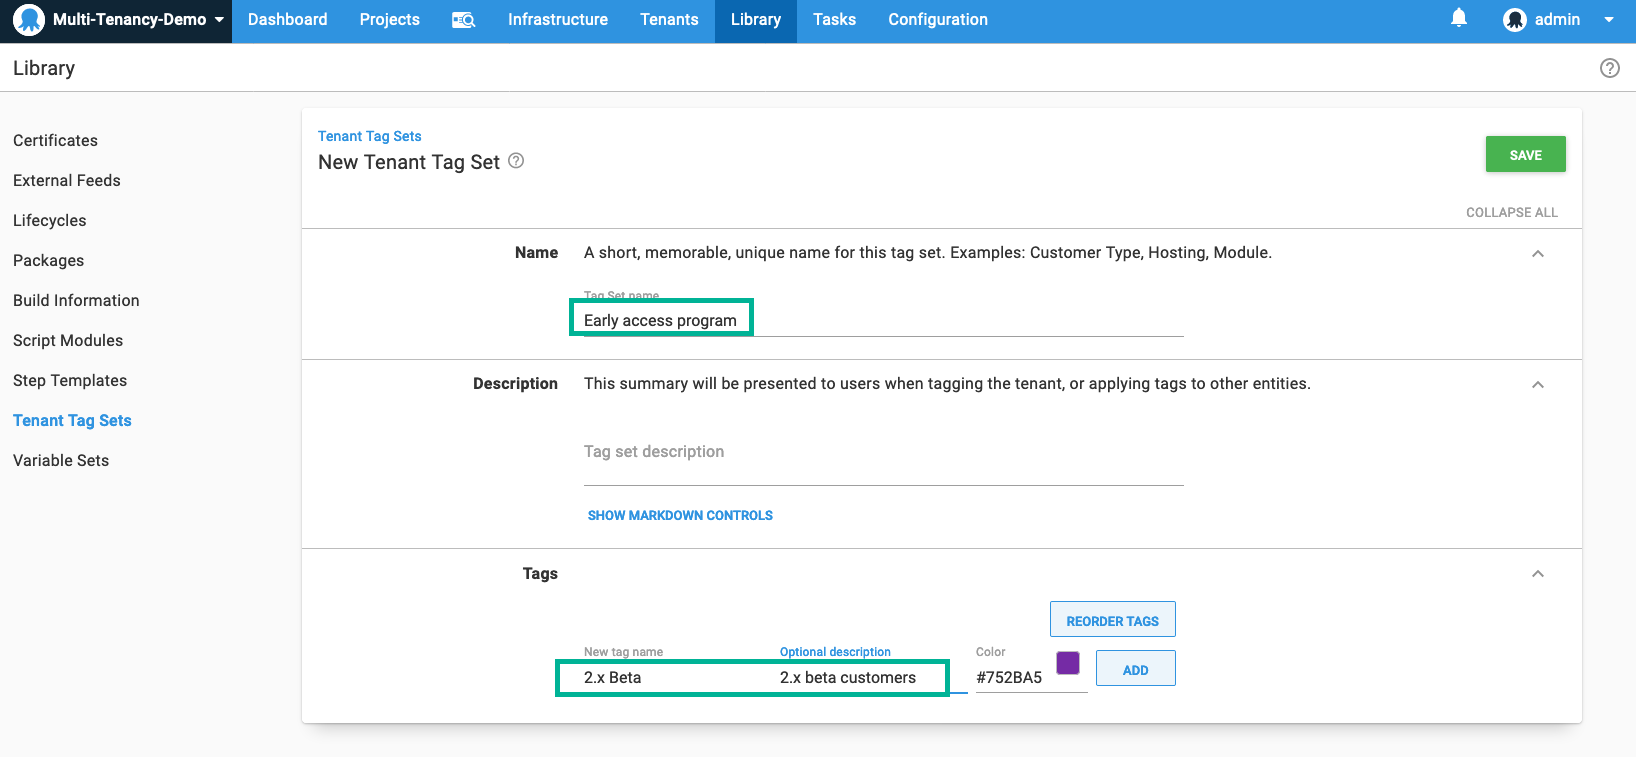 Multi-Tenancy-Demo Dashboard Projects Infrastructure Tenants Library Tasks Configuration admin
Library
Certificates
External Feeds
Lifecycles
Packages
Build Information
Script Modules
Step Templates
Tenant Tag Sets
Variable Sets
Tenant Tag Sets
New Tenant Tag Set
SAVE
COLLAPSE ALL
Name A short, memorable, unique name for this tag set. Examples: Customer Type, Hosting, Module.
Tag Set name
Early access program
Description This summary will be presented to users when tagging the tenant, or applying tags to other entities.
Tag set description
SHOW MARKDOWN CONTROLS
Tags
REORDER TAGS
New tag name Optional description Color
2.x Beta 2.x beta customers #752BA5 ADD